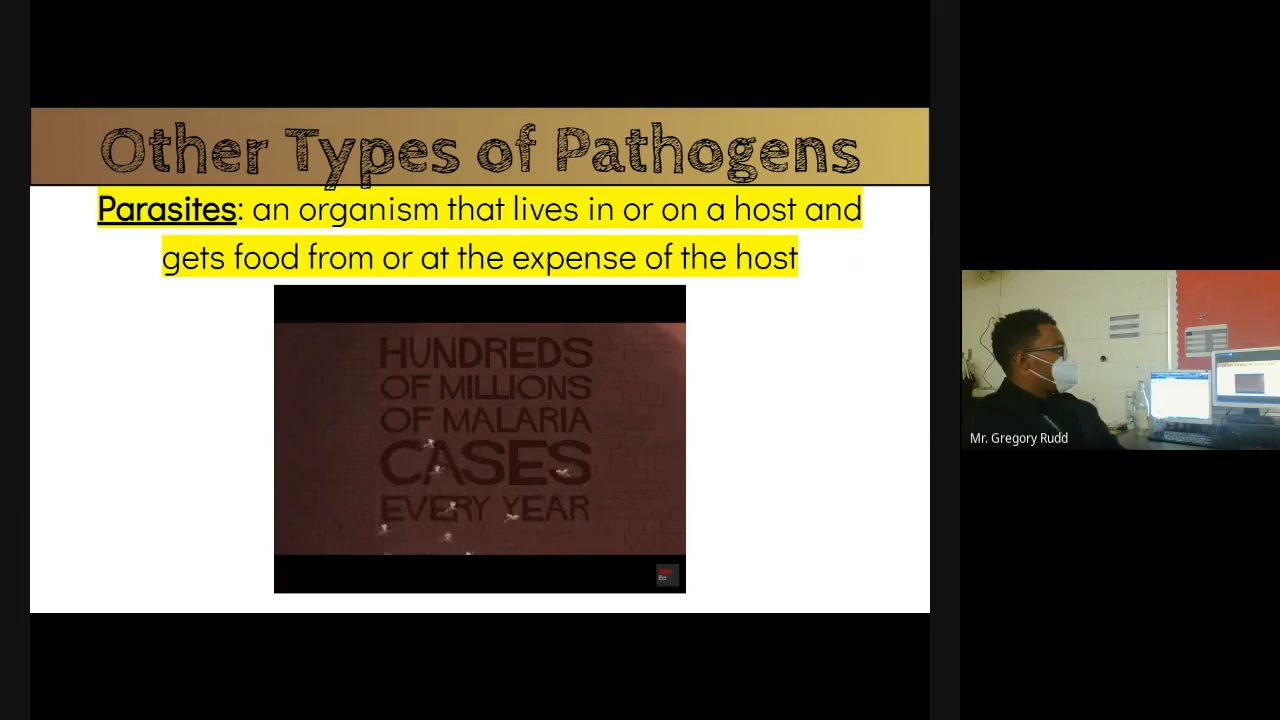 Other Types of Pathogens
Parasites: an organism that lives in or on a host and
gets food from or at the expense of the host
HUNDREDS
OF MILLIONS
OF MALARIA
CASES
EVERY YEAR
Mr. Gregory Rudd